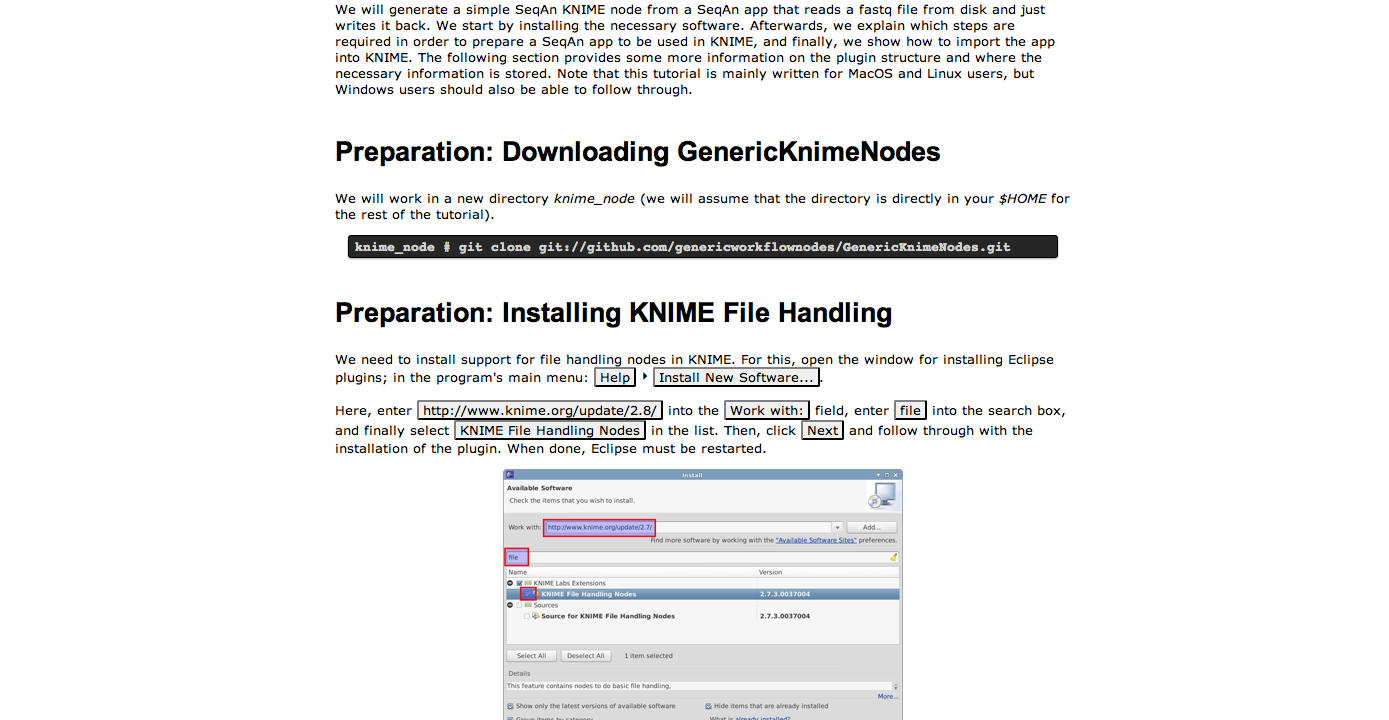 We will generate a simple SeqAn KNIME node from a SeqAn app that reads a fastq file from disk and just
writes it back. We start by installing the necessary software. Afterwards, we explain which steps are
required in order to prepare a SeqAn app to be used in KNIME, and finally, we show how to import the app
into KNIME. The following section provides some more information on the plugin structure and where the
necessary information is stored. Note that this tutorial is mainly written for MacOS and Linux users, but
Windows users should also be able to follow through.
Preparation: Downloading GenericKnimeNodes
We will work in a new directory knime_node (we will assume that the directory is directly in your $HOME for
the rest of the tutorial).
knime_node # git clone git://github.com/genericworkflownodes/GenericKnimeNodes.git
Preparation: Installing KNIME File Handling
We need to install support for file handling nodes in KNIME. For this, open the window for installing Eclipse
plugins; in the program's main menu: Help ‣ Install New Software... .
Here, enter http://www.knime.org/update/2.8/ into the Work with: field, enter file into the search box,
and finally select KNIME File Handling Nodes in the list. Then, click Next and follow through with the
installation of the plugin. When done, Eclipse must be restarted.
Install
Available Software
Check the items that you wish to install.
Work with: http://www.knime.org/update/2.7/ Add...
Find more software by working with the "Available Software Sites" preferences.
file
Name Version
KNIME Labs Extensions
KNIME File Handling Nodes 2.7.3.0037004
Sources
Source for KNIME File Handling Nodes 2.7.3.0037004
Select All Deselect All 1 item selected
Details
This feature contains nodes to do basic file handling,
More...
Show only the latest versions of available software Hide items that are already installed
Group items by category What is already installed?